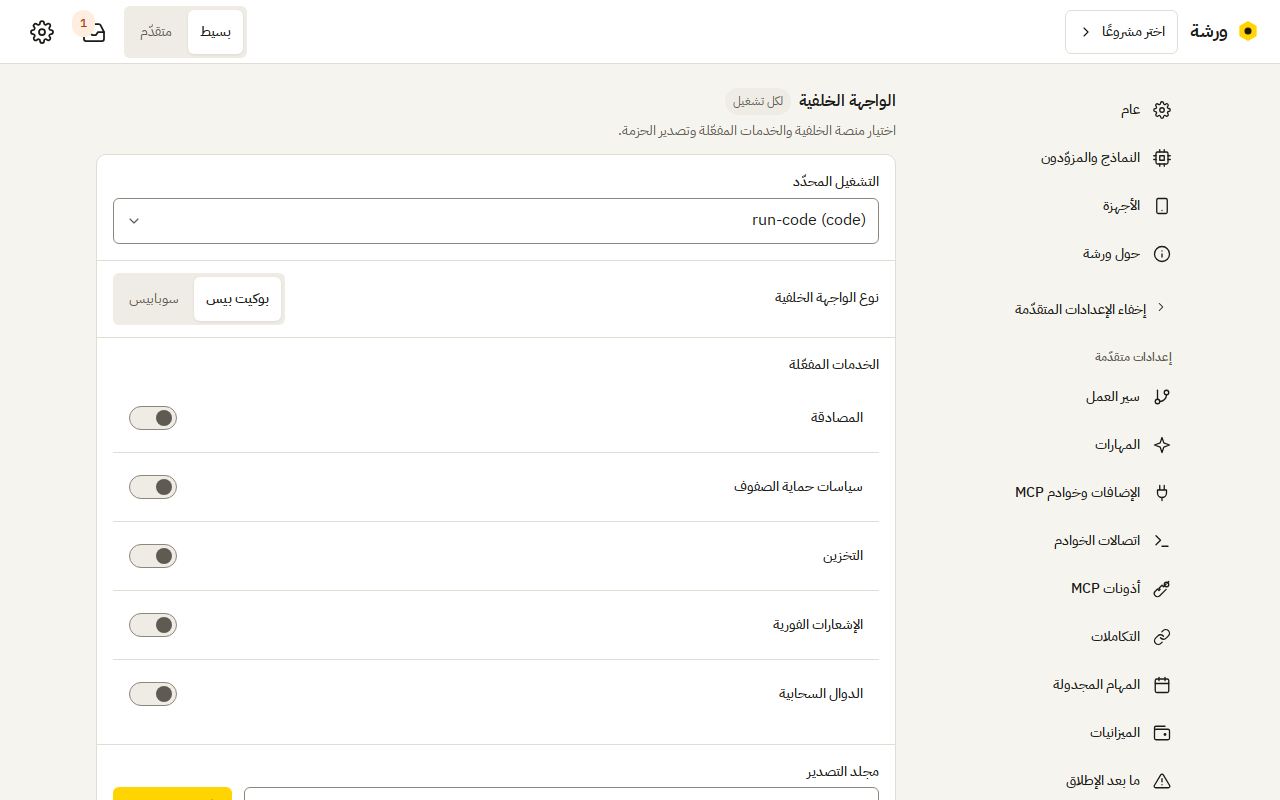 ورشة
اختر مشروعًا
بسيط
متقدّم
1
عام
النماذج والمزوّدون
الأجهزة
حول ورشة
إخفاء الإعدادات المتقدّمة
إعدادات متقدّمة
سير العمل
المهارات
الإضافات وخوادم MCP
اتصالات الخوادم
أذونات MCP
التكاملات
المهام المجدولة
الميزانيات
ما بعد الإطلاق
الواجهة الخلفية
لكل تشغيل
اختيار منصة الخلفية والخدمات المفعّلة وتصدير الحزمة.
التشغيل المحدّد
run-code (code)
نوع الواجهة الخلفية
بوكيت بيس
سوبابيس
الخدمات المفعّلة
المصادقة
سياسات حماية الصفوف
التخزين
الإشعارات الفورية
الدوال السحابية
مجلد التصدير